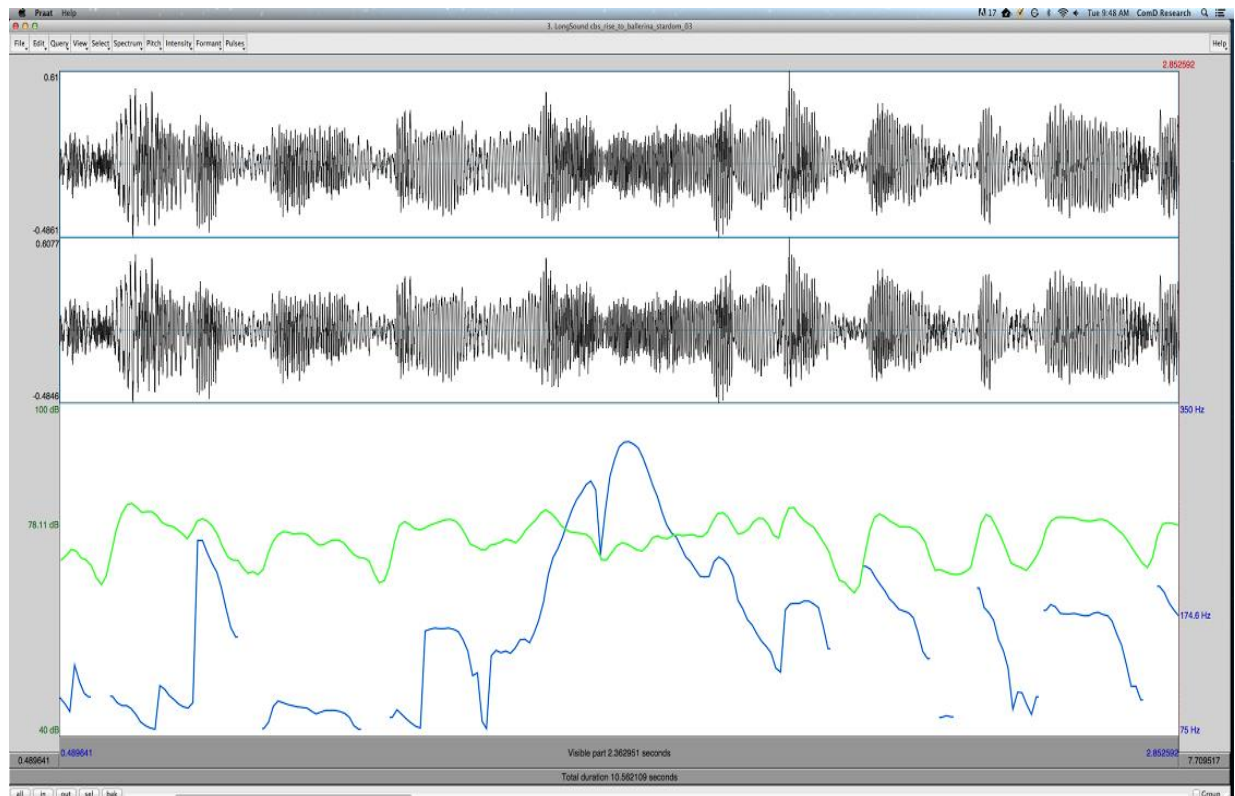 Praat Help
17 Tue 9:48 AM ComD Research
3. LongSound cbs_rise_to_ballerina_stardom_03
File Edit Query View Select Spectrum Pitch Intensity Formant Pulses Help
2.852592
0.61
-0.4861
0.6077
-0.4846
100 dB 350 Hz
78.11 dB
174.6 Hz
40 dB 75 Hz
0.489641 0.489641 Visible part 2.362951 seconds 2.852592 7.709517
Total duration 10.562109 seconds
all in out sel bak Group